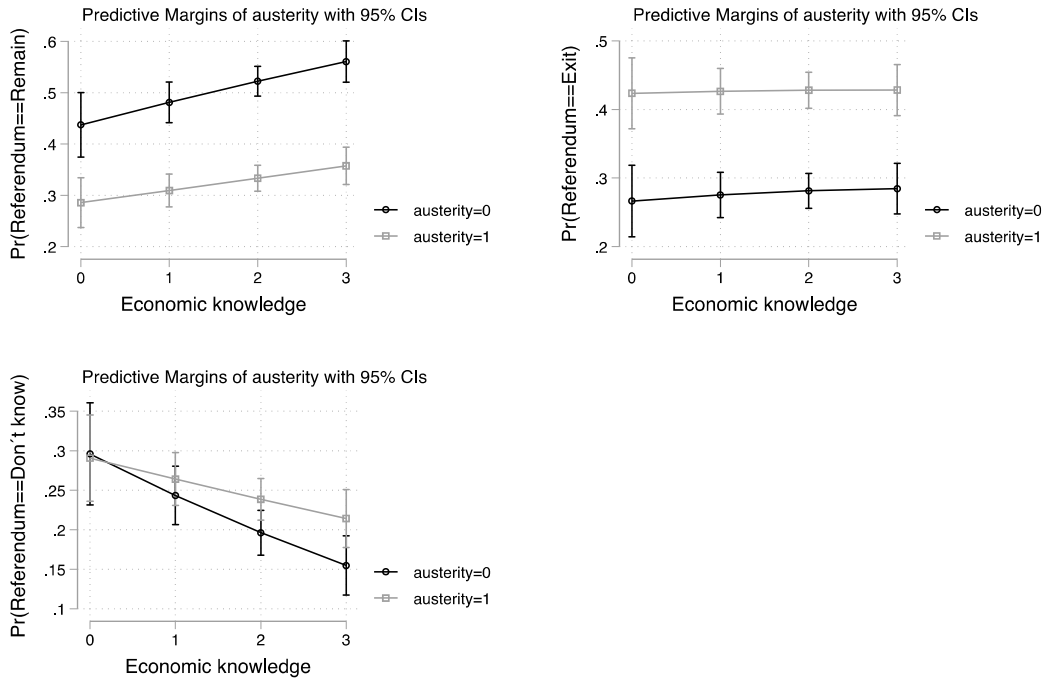 Predictive Margins of austerity with 95% CIs
Pr(Referendum==Remain)
.6
.5
.4
.3
.2
0 1 2 3
Economic knowledge
austerity=0
austerity=1
Predictive Margins of austerity with 95% CIs
Pr(Referendum==Exit)
.5
.4
.3
.2
0 1 2 3
Economic knowledge
austerity=0
austerity=1
Predictive Margins of austerity with 95% CIs
Pr(Referendum==Don´t know)
.35
.3
.25
.2
.15
.1
0 1 2 3
Economic knowledge
austerity=0
austerity=1